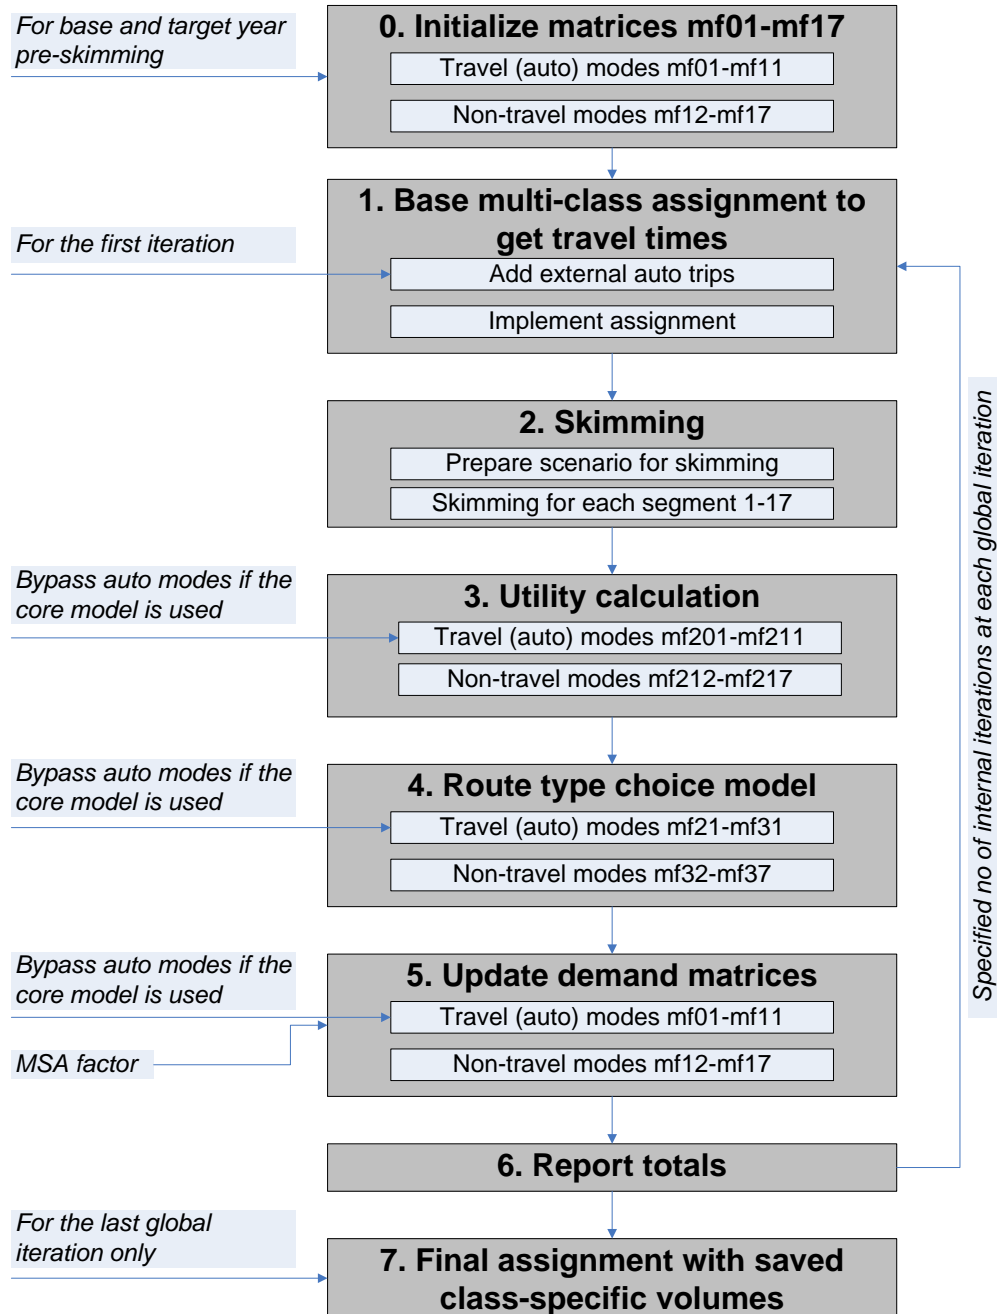 For base and target year
pre-skimming
0. Initialize matrices mf01-mf17
Travel (auto) modes mf01-mf11
Non-travel modes mf12-mf17
1. Base multi-class assignment to
get travel times
For the first iteration
Add external auto trips
Implement assignment
2. Skimming
Prepare scenario for skimming
Skimming for each segment 1-17
Bypass auto modes if the
core model is used
3. Utility calculation
Travel (auto) modes mf201-mf211
Non-travel modes mf212-mf217
Bypass auto modes if the
core model is used
4. Route type choice model
Travel (auto) modes mf21-mf31
Non-travel modes mf32-mf37
Bypass auto modes if the
core model is used
5. Update demand matrices
Travel (auto) modes mf01-mf11
MSA factor
Non-travel modes mf12-mf17
6. Report totals
Specified no of internal iterations at each global iteration
For the last global
iteration only
7. Final assignment with saved
class-specific volumes